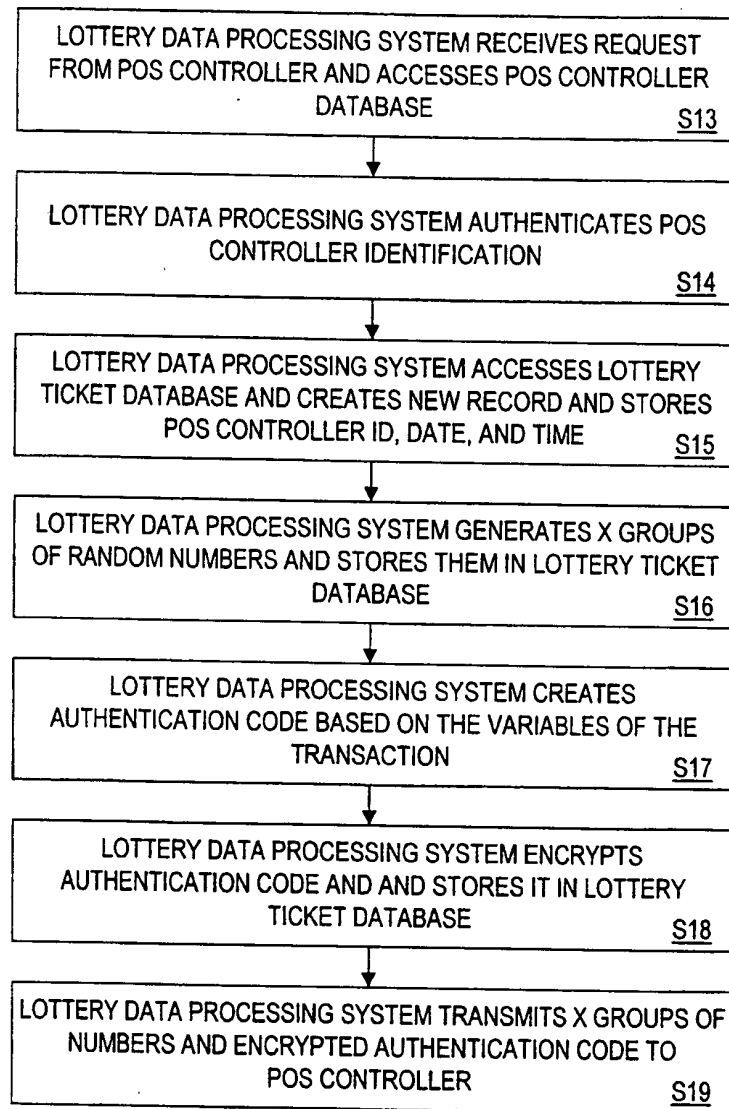 LOTTERY DATA PROCESSING SYSTEM RECEIVES REQUEST
FROM POS CONTROLLER AND ACCESSES POS CONTROLLER
DATABASE
S13
LOTTERY DATA PROCESSING SYSTEM AUTHENTICATES POS
CONTROLLER IDENTIFICATION
S14
LOTTERY DATA PROCESSING SYSTEM ACCESSES LOTTERY
TICKET DATABASE AND CREATES NEW RECORD AND STORES
POS CONTROLLER ID, DATE, AND TIME
S15
LOTTERY DATA PROCESSING SYSTEM GENERATES X GROUPS
OF RANDOM NUMBERS AND STORES THEM IN LOTTERY TICKET
DATABASE
S16
LOTTERY DATA PROCESSING SYSTEM CREATES
AUTHENTICATION CODE BASED ON THE VARIABLES OF THE
TRANSACTION
S17
LOTTERY DATA PROCESSING SYSTEM ENCRYPTS
AUTHENTICATION CODE AND AND STORES IT IN LOTTERY
TICKET DATABASE
S18
LOTTERY DATA PROCESSING SYSTEM TRANSMITS X GROUPS OF
NUMBERS AND ENCRYPTED AUTHENTICATION CODE TO
POS CONTROLLER
S19